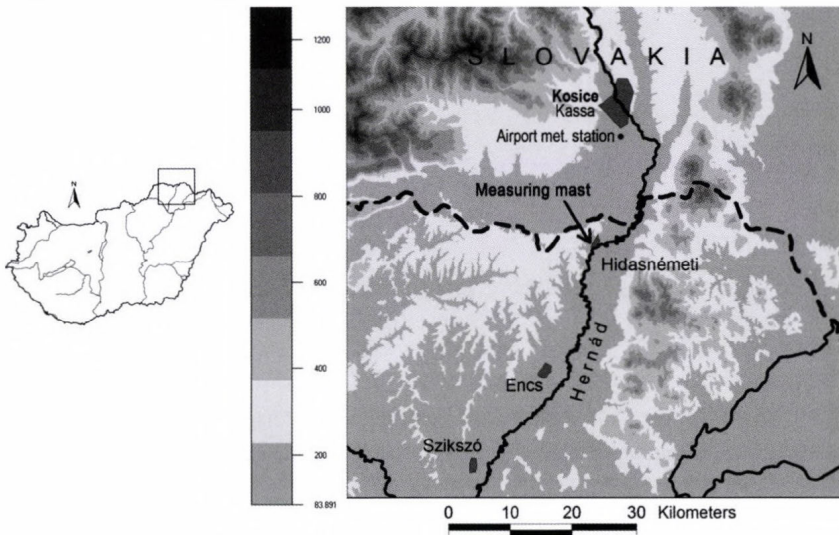 1200
1000
800
600
400
200
83.891
N
N
SLOVAKIA
Kosice
Kassa
Airport met. station
Measuring mast
Hidasnémeti
Hernád
Encs
Szikszó
0 10 20 30 Kilometers